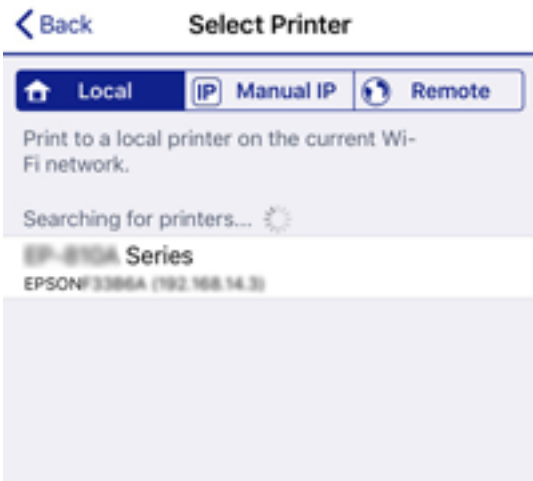 Back
Select Printer
Local
IP Manual IP
Remote
Print to a local printer on the current Wi-
Fi network.
Searching for printers...
Series
EPSON